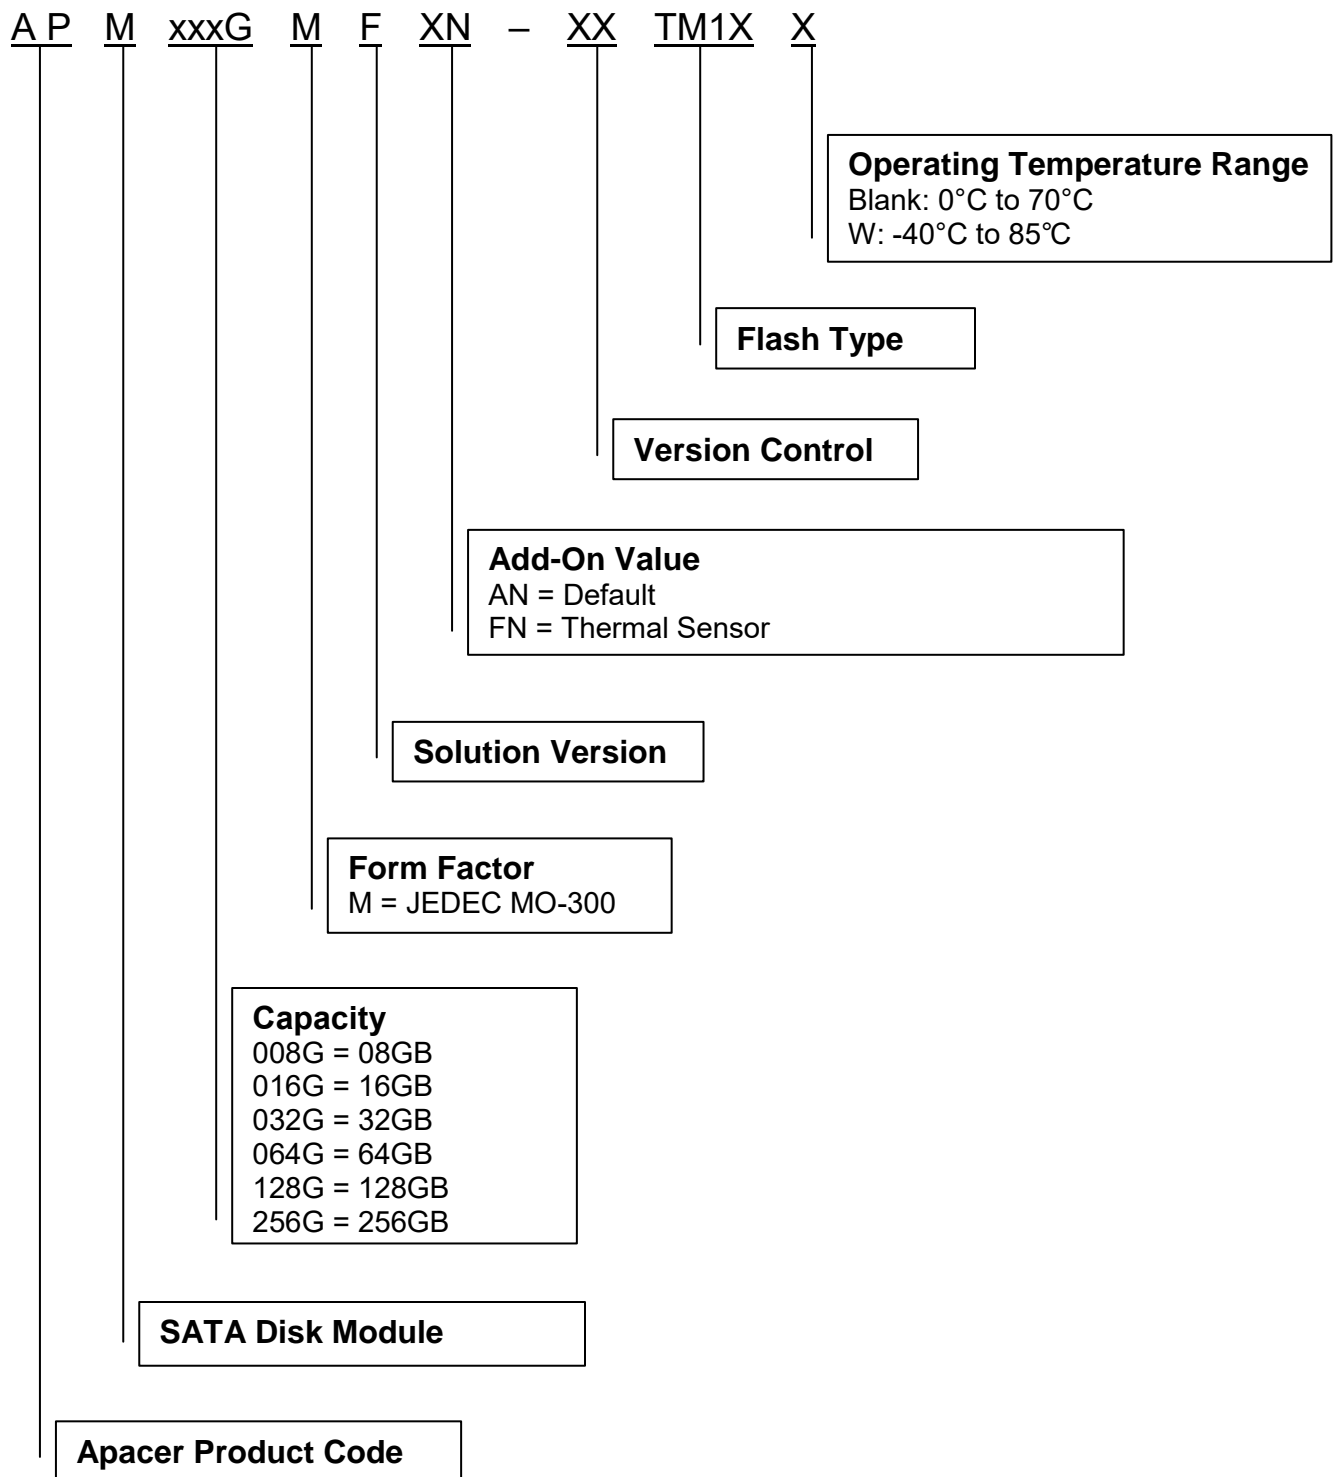 A P M xxxG M F XN – XX TM1X X
Operating Temperature Range
Blank: 0°C to 70°C
W: -40°C to 85℃
Flash Type
Version Control
Add-On Value
AN = Default
FN = Thermal Sensor
Solution Version
Form Factor
M = JEDEC MO-300
Capacity
008G = 08GB
016G = 16GB
032G = 32GB
064G = 64GB
128G = 128GB
256G = 256GB
SATA Disk Module
Apacer Product Code